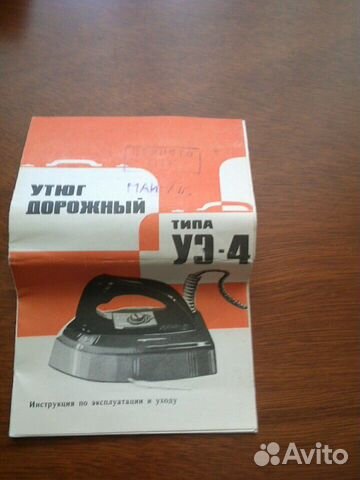 УТЮГ
ДОРОЖНЫЙ
ТИПА
УЭ-4
Инструкция по эксплуатации и уходу
Avito